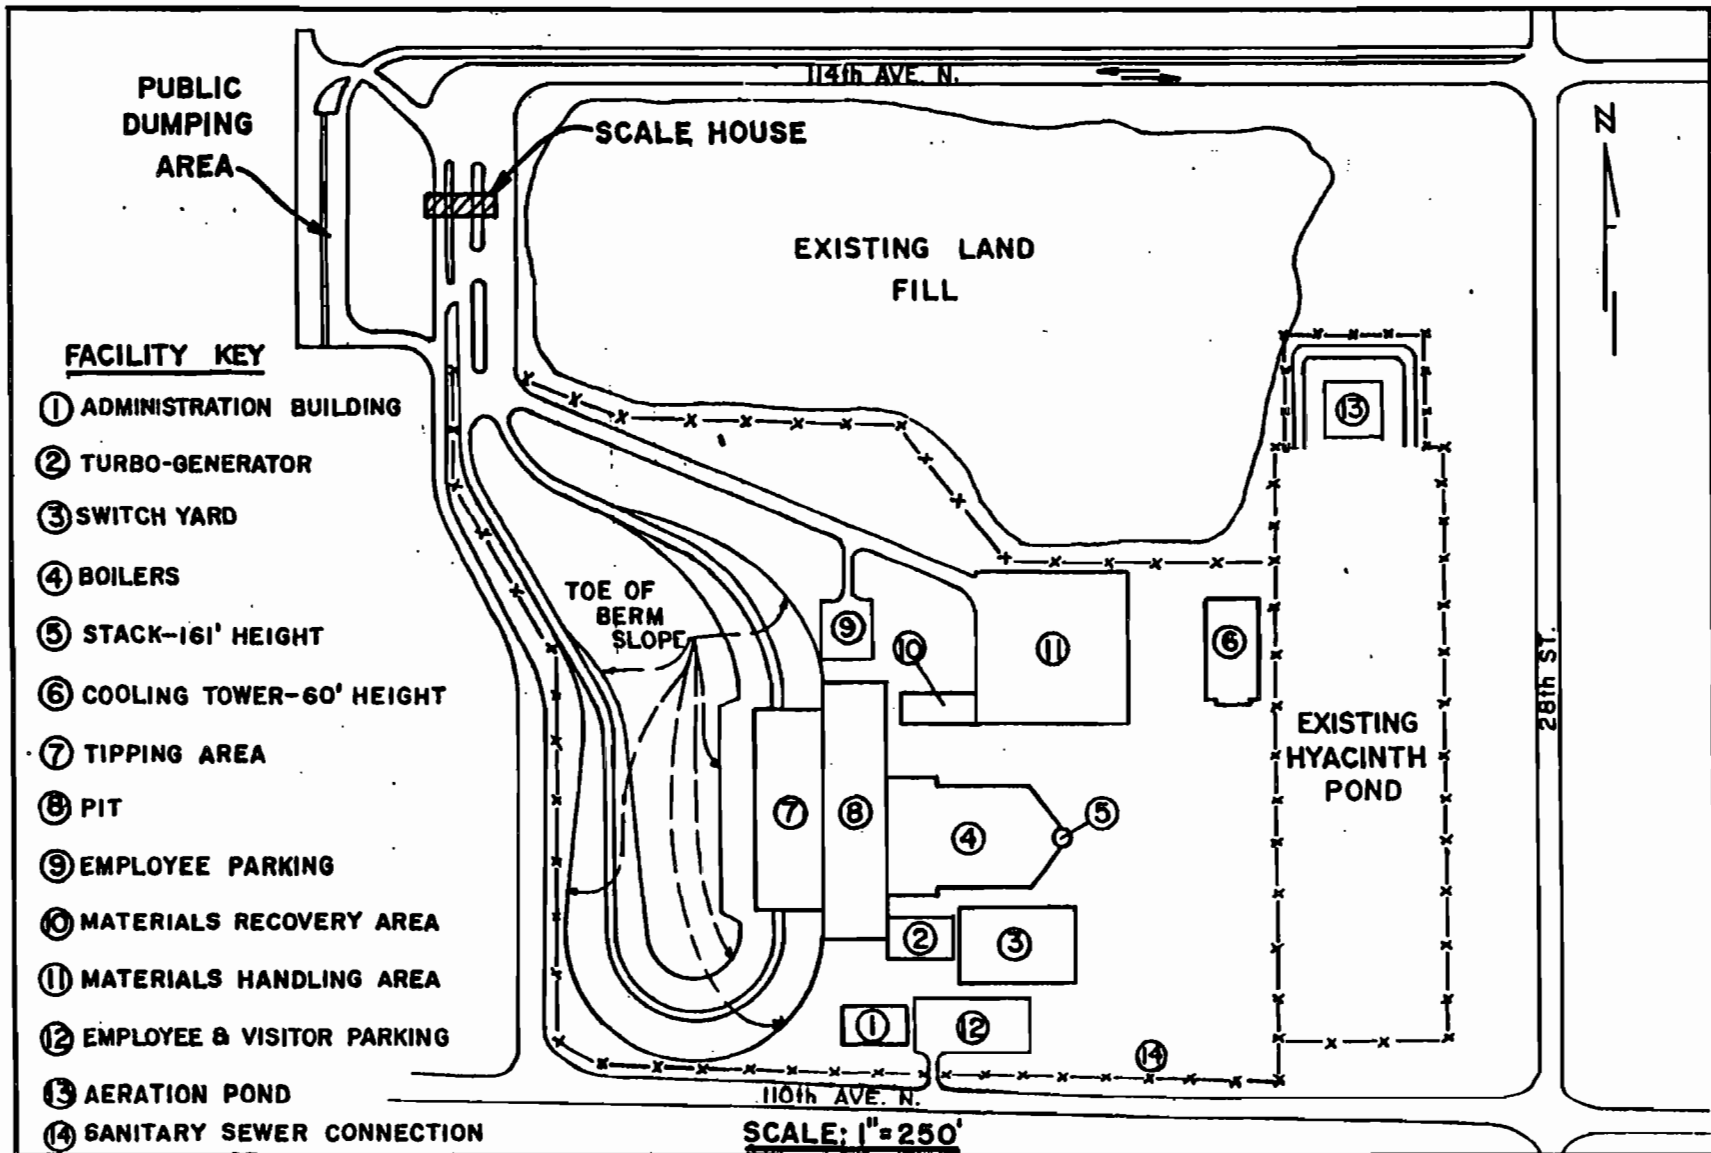 114th AVE. N.
PUBLIC
DUMPING
AREA
SCALE HOUSE
N
EXISTING LAND
FILL
FACILITY KEY
① ADMINISTRATION BUILDING
② TURBO-GENERATOR
③ SWITCH YARD
④ BOILERS
⑤ STACK-161' HEIGHT
⑥ COOLING TOWER-60' HEIGHT
⑦ TIPPING AREA
⑧ PIT
⑨ EMPLOYEE PARKING
⑩ MATERIALS RECOVERY AREA
⑪ MATERIALS HANDLING AREA
⑫ EMPLOYEE & VISITOR PARKING
⑬ AERATION POND
⑭ SANITARY SEWER CONNECTION
TOE OF
BERM
SLOPE
⑬
⑨
⑩
⑪
⑥
28th ST.
EXISTING
HYACINTH
POND
⑦
⑧
④
⑤
②
③
①
⑫
⑭
110th AVE. N.
SCALE: 1"=250'